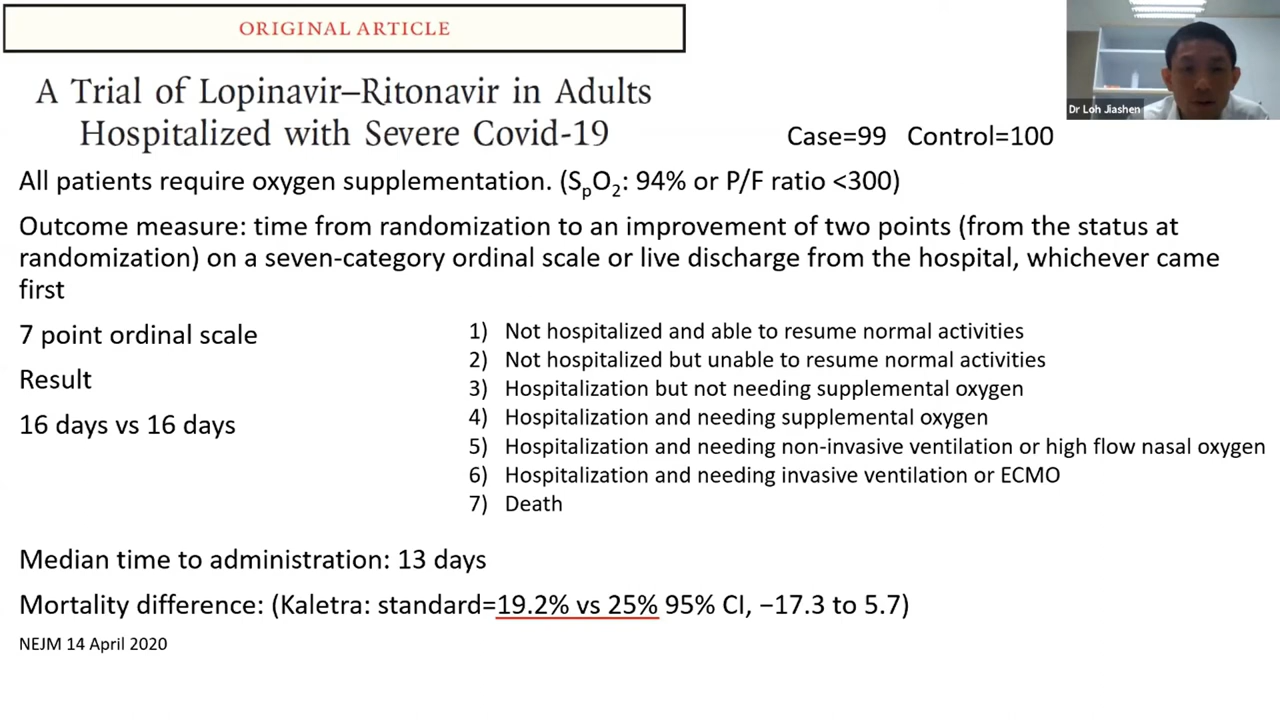 ORIGINAL ARTICLE
A Trial of Lopinavir–Ritonavir in Adults
Hospitalized with Severe Covid-19
Dr Loh Jiashen
Case=99 Control=100
All patients require oxygen supplementation. (SpO2: 94% or P/F ratio <300)
Outcome measure: time from randomization to an improvement of two points (from the status at
randomization) on a seven-category ordinal scale or live discharge from the hospital, whichever came
first
7 point ordinal scale
Result
16 days vs 16 days
1) Not hospitalized and able to resume normal activities
2) Not hospitalized but unable to resume normal activities
3) Hospitalization but not needing supplemental oxygen
4) Hospitalization and needing supplemental oxygen
5) Hospitalization and needing non-invasive ventilation or high flow nasal oxygen
6) Hospitalization and needing invasive ventilation or ECMO
7) Death
Median time to administration: 13 days
Mortality difference: (Kaletra: standard=19.2% vs 25% 95% CI, −17.3 to 5.7)
NEJM 14 April 2020